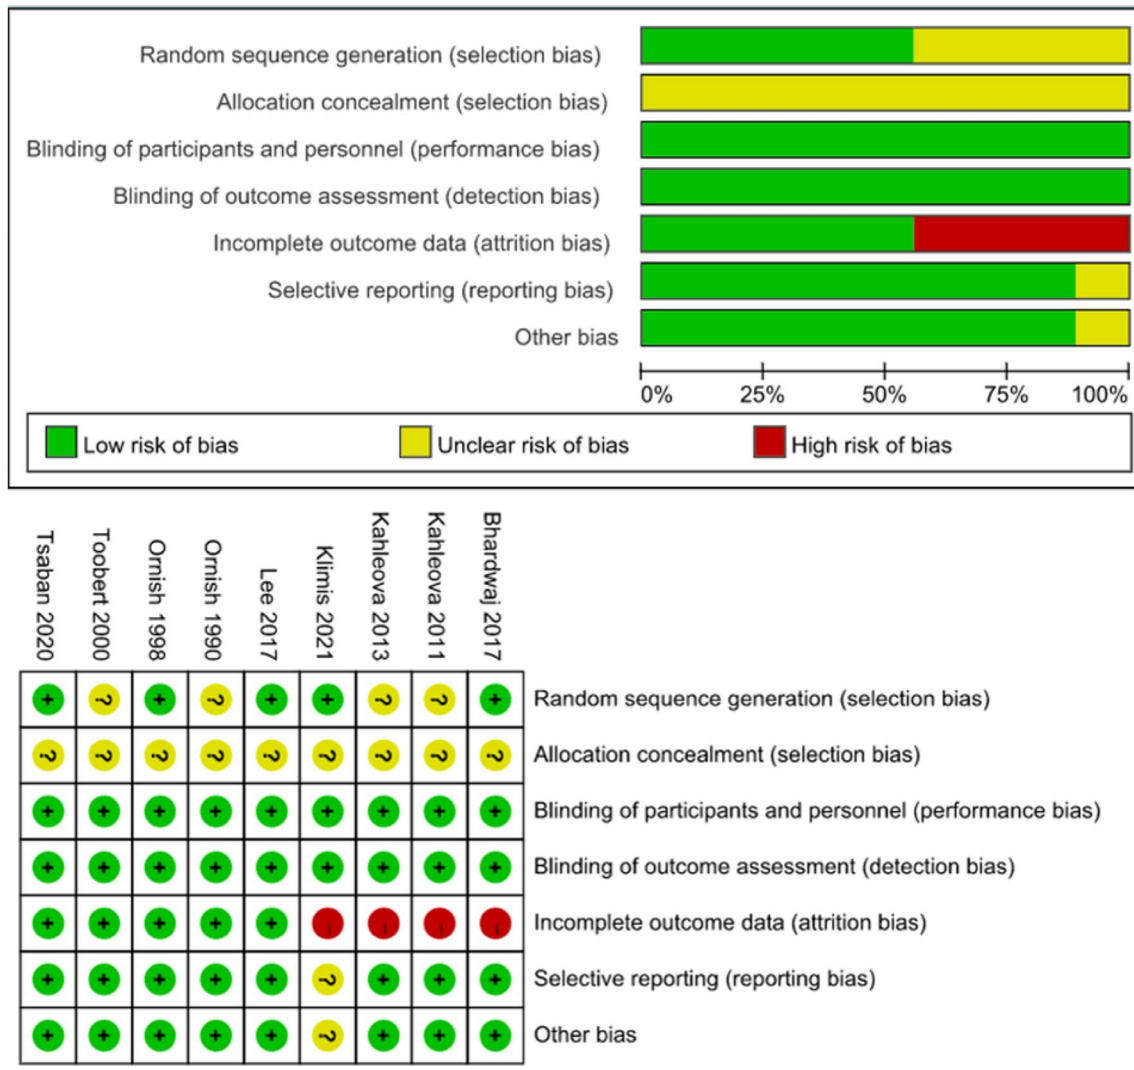 Random sequence generation (selection bias)
Allocation concealment (selection bias)
Blinding of participants and personnel (performance bias)
Blinding of outcome assessment (detection bias)
Incomplete outcome data (attrition bias)
Selective reporting (reporting bias)
Other bias
0% 25% 50% 75% 100%
Low risk of bias Unclear risk of bias High risk of bias
Tsaban 2020
Toobert 2000
Ornish 1998
Ornish 1990
Lee 2017
Klimis 2021
Kahleova 2013
Kahleova 2011
Bhardwaj 2017
+ ? + ? + + ? ? + Random sequence generation (selection bias)
? ? ? ? ? ? ? ? ? Allocation concealment (selection bias)
+ + + + + + + + + Blinding of participants and personnel (performance bias)
+ + + + + + + + + Blinding of outcome assessment (detection bias)
+ + + + + - - - - Incomplete outcome data (attrition bias)
+ + + + + ? + + + Selective reporting (reporting bias)
+ + + + + ? + + + Other bias